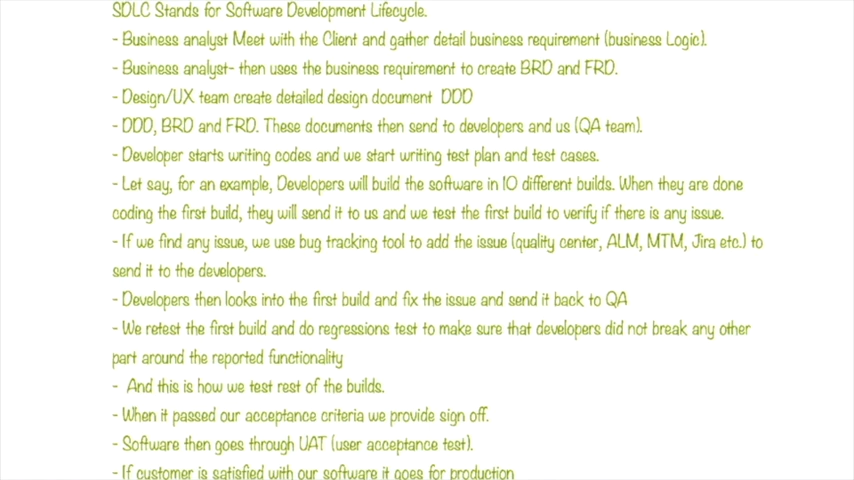 SDLC Stands for Software Development Lifecycle.
- Business analyst Meet with the Client and gather detail business requirement (business Logic).
- Business analyst- then uses the business requirement to create BRD and FRD.
- Design/UX team create detailed design document DDD
- DDD, BRD and FRD. These documents then send to developers and us (QA team).
- Developer starts writing codes and we start writing test plan and test cases.
- Let say, for an example, Developers will build the software in 10 different builds. When they are done
coding the first build, they will send it to us and we test the first build to verify if there is any issue.
- If we find any issue, we use bug tracking tool to add the issue (quality center, ALM, MTM, Jira etc.) to
send it to the developers.
- Developers then looks into the first build and fix the issue and send it back to QA
- We retest the first build and do regressions test to make sure that developers did not break any other
part around the reported functionality
- And this is how we test rest of the builds.
- When it passed our acceptance criteria we provide sign off.
- Software then goes through UAT (user acceptance test).
- If customer is satisfied with our software it goes for production